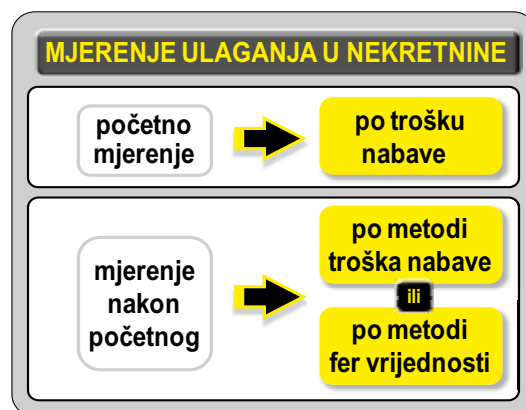 MJERENJE ULAGANJA U NEKRETNINE
početno
mjerenje
po trošku
nabave
mjerenje
nakon
početnog
po metodi
troška nabave
ili
po metodi
fer vrijednosti